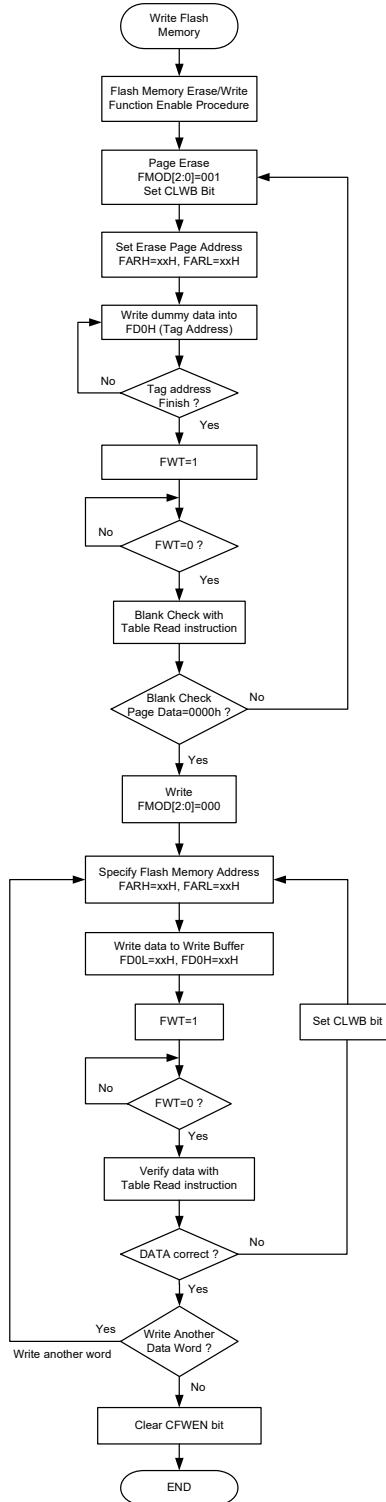 Write Flash
Memory
Flash Memory Erase/Write
Function Enable Procedure
Page Erase
FMOD[2:0]=001
Set CLWB Bit
Set Erase Page Address
FARH=xxH, FARL=xxH
Write dummy data into
FD0H (Tag Address)
No
Tag address
Finish ?
Yes
FWT=1
No
FWT=0 ?
Yes
Blank Check with
Table Read instruction
Blank Check
Page Data=0000h ?
No
Yes
Write
FMOD[2:0]=000
Specify Flash Memory Address
FARH=xxH, FARL=xxH
Write data to Write Buffer
FD0L=xxH, FD0H=xxH
FWT=1
Set CLWB bit
No
FWT=0 ?
Yes
Verify data with
Table Read instruction
DATA correct ?
No
Yes
Yes
Write another word
Write Another
Data Word ?
No
Clear CFWEN bit
END